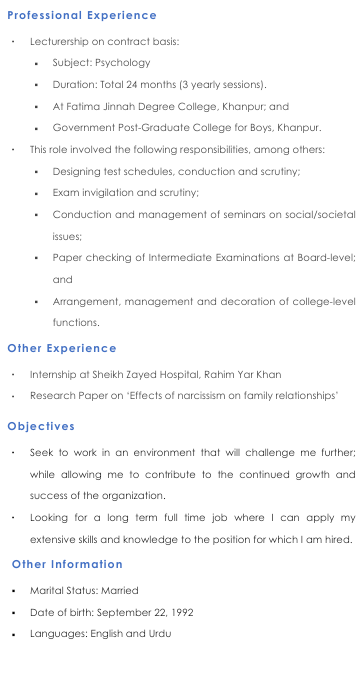 Professional Experience
· Lecturership on contract basis:
▪ Subject: Psychology
▪ Duration: Total 24 months (3 yearly sessions).
▪ At Fatima Jinnah Degree College, Khanpur; and
▪ Government Post-Graduate College for Boys, Khanpur.
· This role involved the following responsibilities, among others:
▪ Designing test schedules, conduction and scrutiny;
▪ Exam invigilation and scrutiny;
▪ Conduction and management of seminars on social/societal
issues;
▪ Paper checking of Intermediate Examinations at Board-level;
and
▪ Arrangement, management and decoration of college-level
functions.
Other Experience
· Internship at Sheikh Zayed Hospital, Rahim Yar Khan
· Research Paper on ‘Effects of narcissism on family relationships’
Objectives
· Seek to work in an environment that will challenge me further;
while allowing me to contribute to the continued growth and
success of the organization.
· Looking for a long term full time job where I can apply my
extensive skills and knowledge to the position for which I am hired.
Other Information
▪ Marital Status: Married
▪ Date of birth: September 22, 1992
▪ Languages: English and Urdu